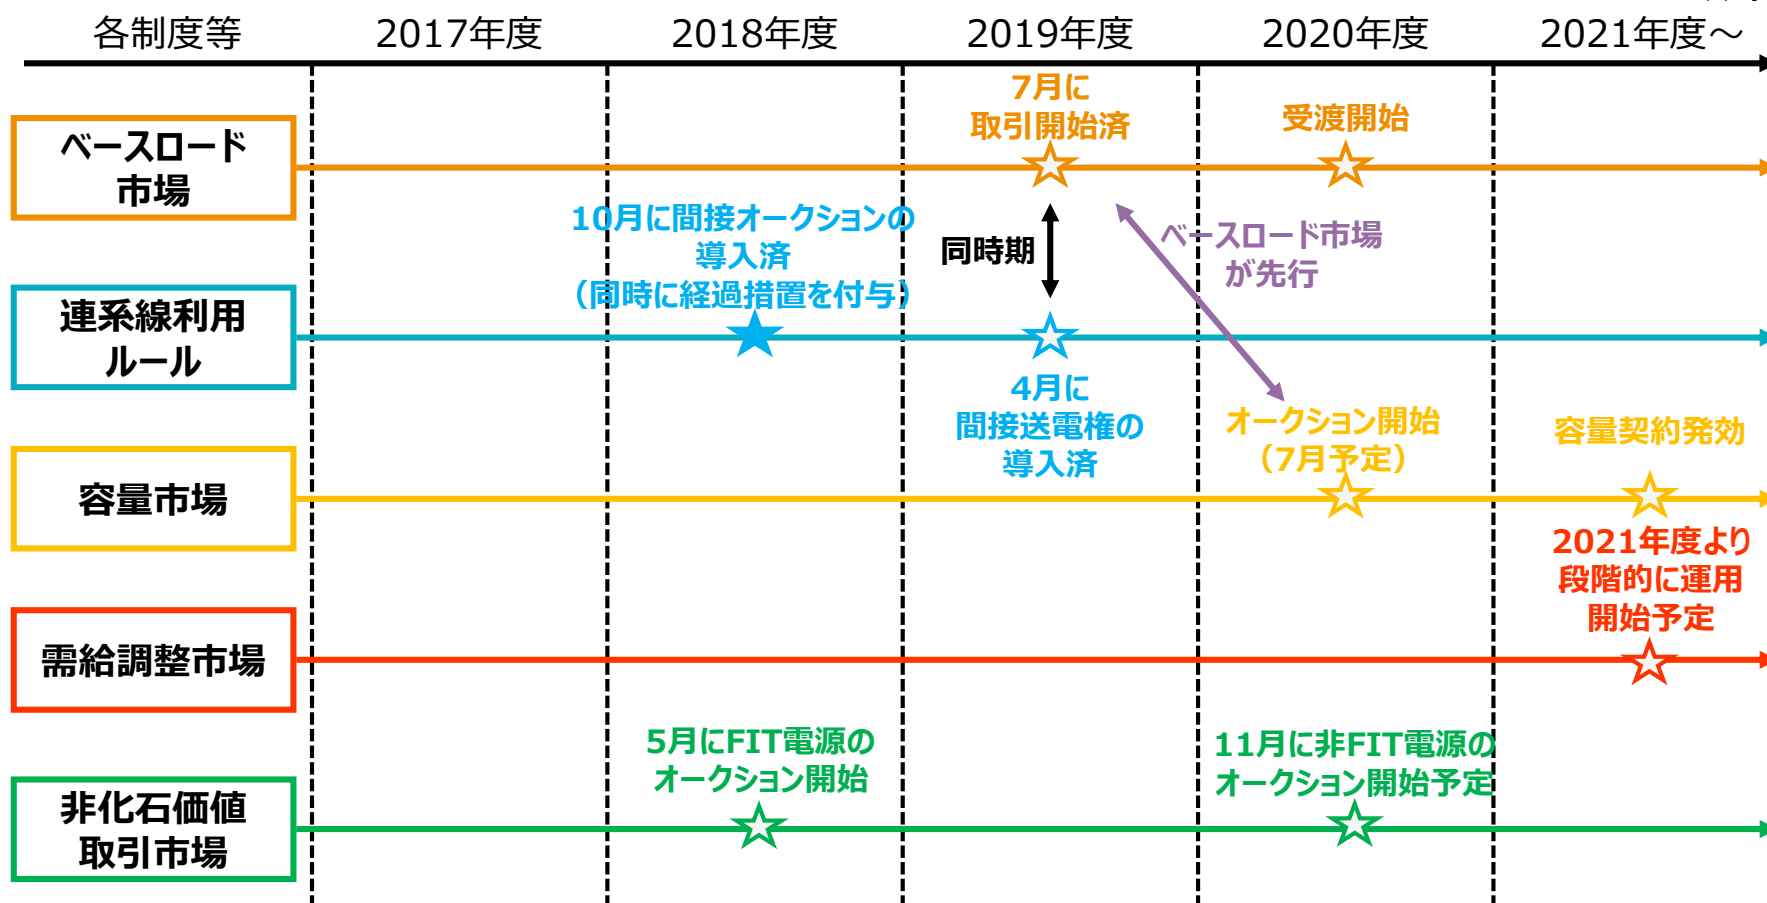 各制度等
2017年度
2018年度
2019年度
2020年度
2021年度～
ベースロード
市場
7月に
取引開始済
受渡開始
同時期
ベースロード市場
が先行
連系線利用
ルール
10月に間接オークションの
導入済
（同時に経過措置を付与）
4月に
間接送電権の
導入済
容量市場
オークション開始
（7月予定）
容量契約発効
需給調整市場
2021年度より
段階的に運用
開始予定
非化石価値
取引市場
5月にFIT電源の
オークション開始
11月に非FIT電源の
オークション開始予定